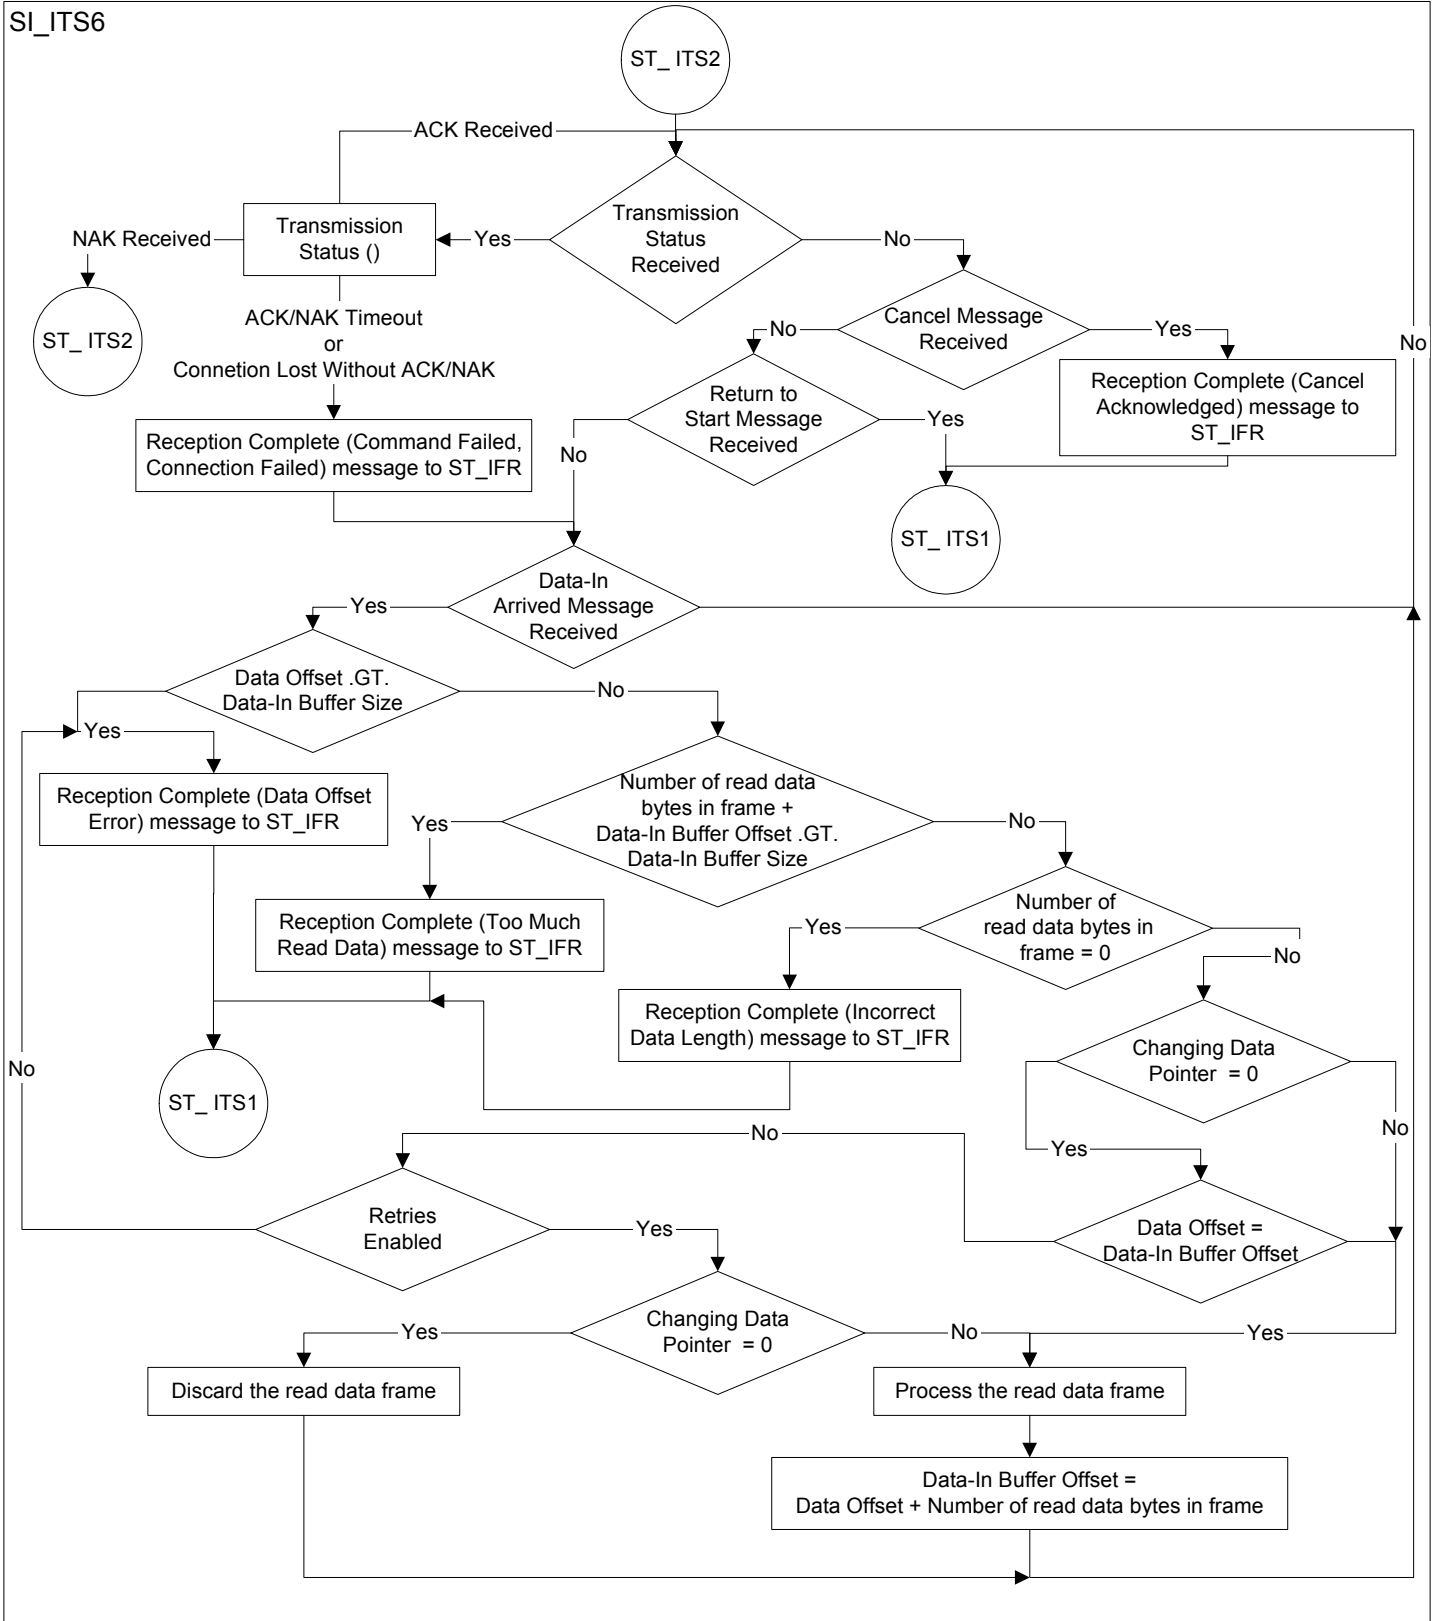 SI_ITS6
ST_ ITS2
ACK Received
Transmission
Status
Received
Transmission
Status ()
NAK Received
Yes
No
ST_ ITS2
ACK/NAK Timeout
or
Connetion Lost Without ACK/NAK
Cancel Message
Received
No
Yes
No
Reception Complete (Cancel
Acknowledged) message to
ST_IFR
Return to
Start Message
Received
Yes
No
Reception Complete (Command Failed,
Connection Failed) message to ST_IFR
ST_ ITS1
Data-In
Arrived Message
Received
Yes
Data Offset .GT.
Data-In Buffer Size
No
Yes
Reception Complete (Data Offset
Error) message to ST_IFR
Number of read data
bytes in frame +
Data-In Buffer Offset .GT.
Data-In Buffer Size
Yes
No
Reception Complete (Too Much
Read Data) message to ST_IFR
Number of
read data bytes in
frame = 0
Yes
No
Reception Complete (Incorrect
Data Length) message to ST_IFR
Changing Data
Pointer = 0
No
ST_ ITS1
No
No
Yes
Retries
Enabled
Yes
Data Offset =
Data-In Buffer Offset
Changing Data
Pointer = 0
Yes
No
Yes
Discard the read data frame
Process the read data frame
Data-In Buffer Offset =
Data Offset + Number of read data bytes in frame